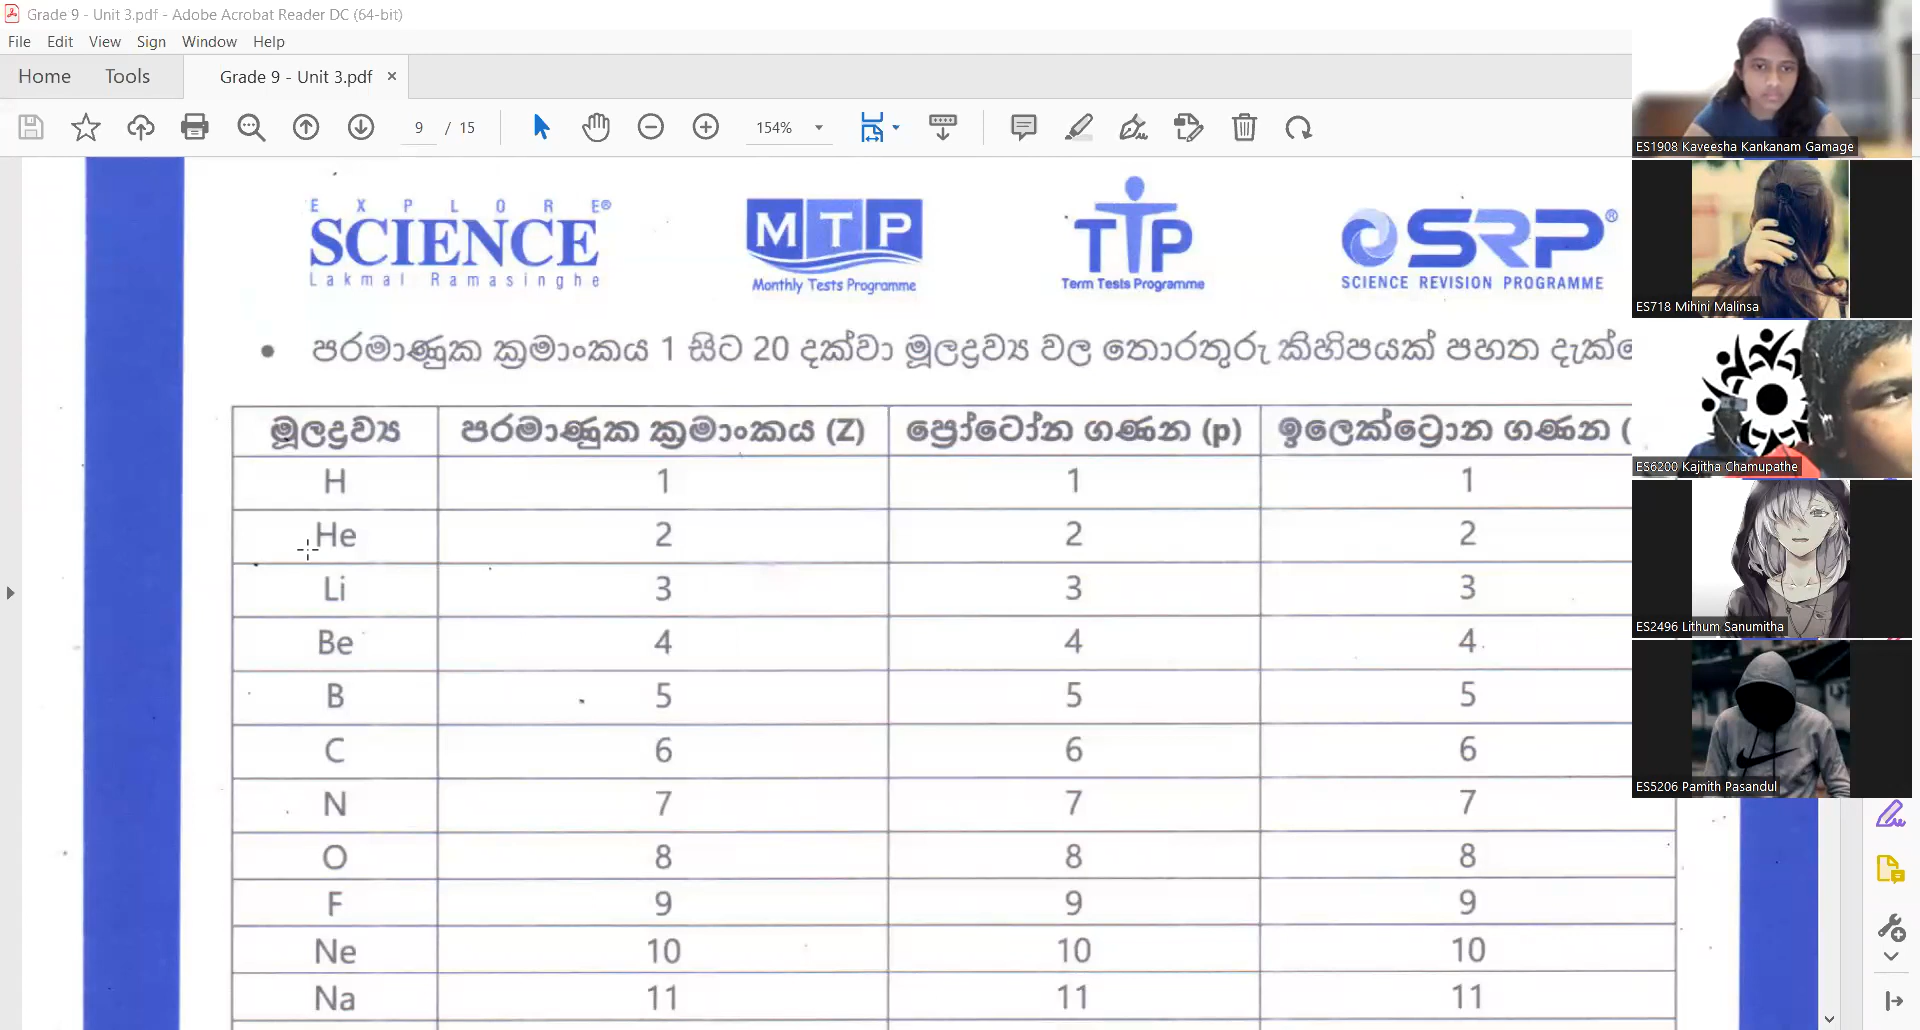 Grade 9 - Unit 3.pdf - Adobe Acrobat Reader DC (64-bit)
File Edit View Sign Window Help
Home Tools Grade 9 - Unit 3.pdf ×
9 / 15 154%
EXPLORE®
SCIENCE
Lakmal Ramasinghe
MTP
Monthly Tests Programme
TTP
Term Tests Programme
SRP®
SCIENCE REVISION PROGRAMME
• පරමාණුක ක්‍රමාංකය 1 සිට 20 දක්වා මූලද්‍රව්‍ය වල තොරතුරු කිහිපයක් පහත
මූලද්‍රව්‍ය පරමාණුක ක්‍රමාංකය (Z) ප්‍රෝටෝන ගණන (p) ඉලෙක්ට්‍රොන ගණන (
H 1 1 1
He 2 2 2
Li 3 3 3
Be 4 4 4
B 5 5 5
C 6 6 6
N 7 7 7
O 8 8 8
F 9 9 9
Ne 10 10 10
Na 11 11 11
ES1908 Kaveesha Kankanam Gamage
ES718 Mihini Malinsa
ES6200 Kajitha Chamupathe
ES2496 Lithum Sanumitha
ES5206 Pamith Pasandul